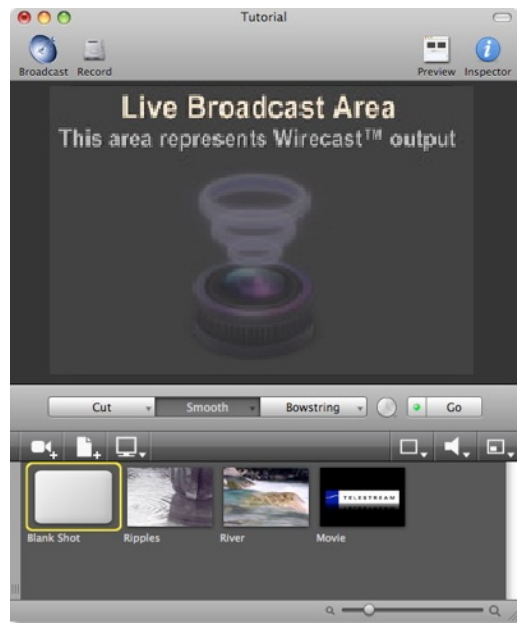 Tutorial
Broadcast Record Preview Inspector
Live Broadcast Area
This area represents Wirecast™ output
Cut Smooth Bowstring Go
TELESTREAM
Blank Shot Ripples River Movie